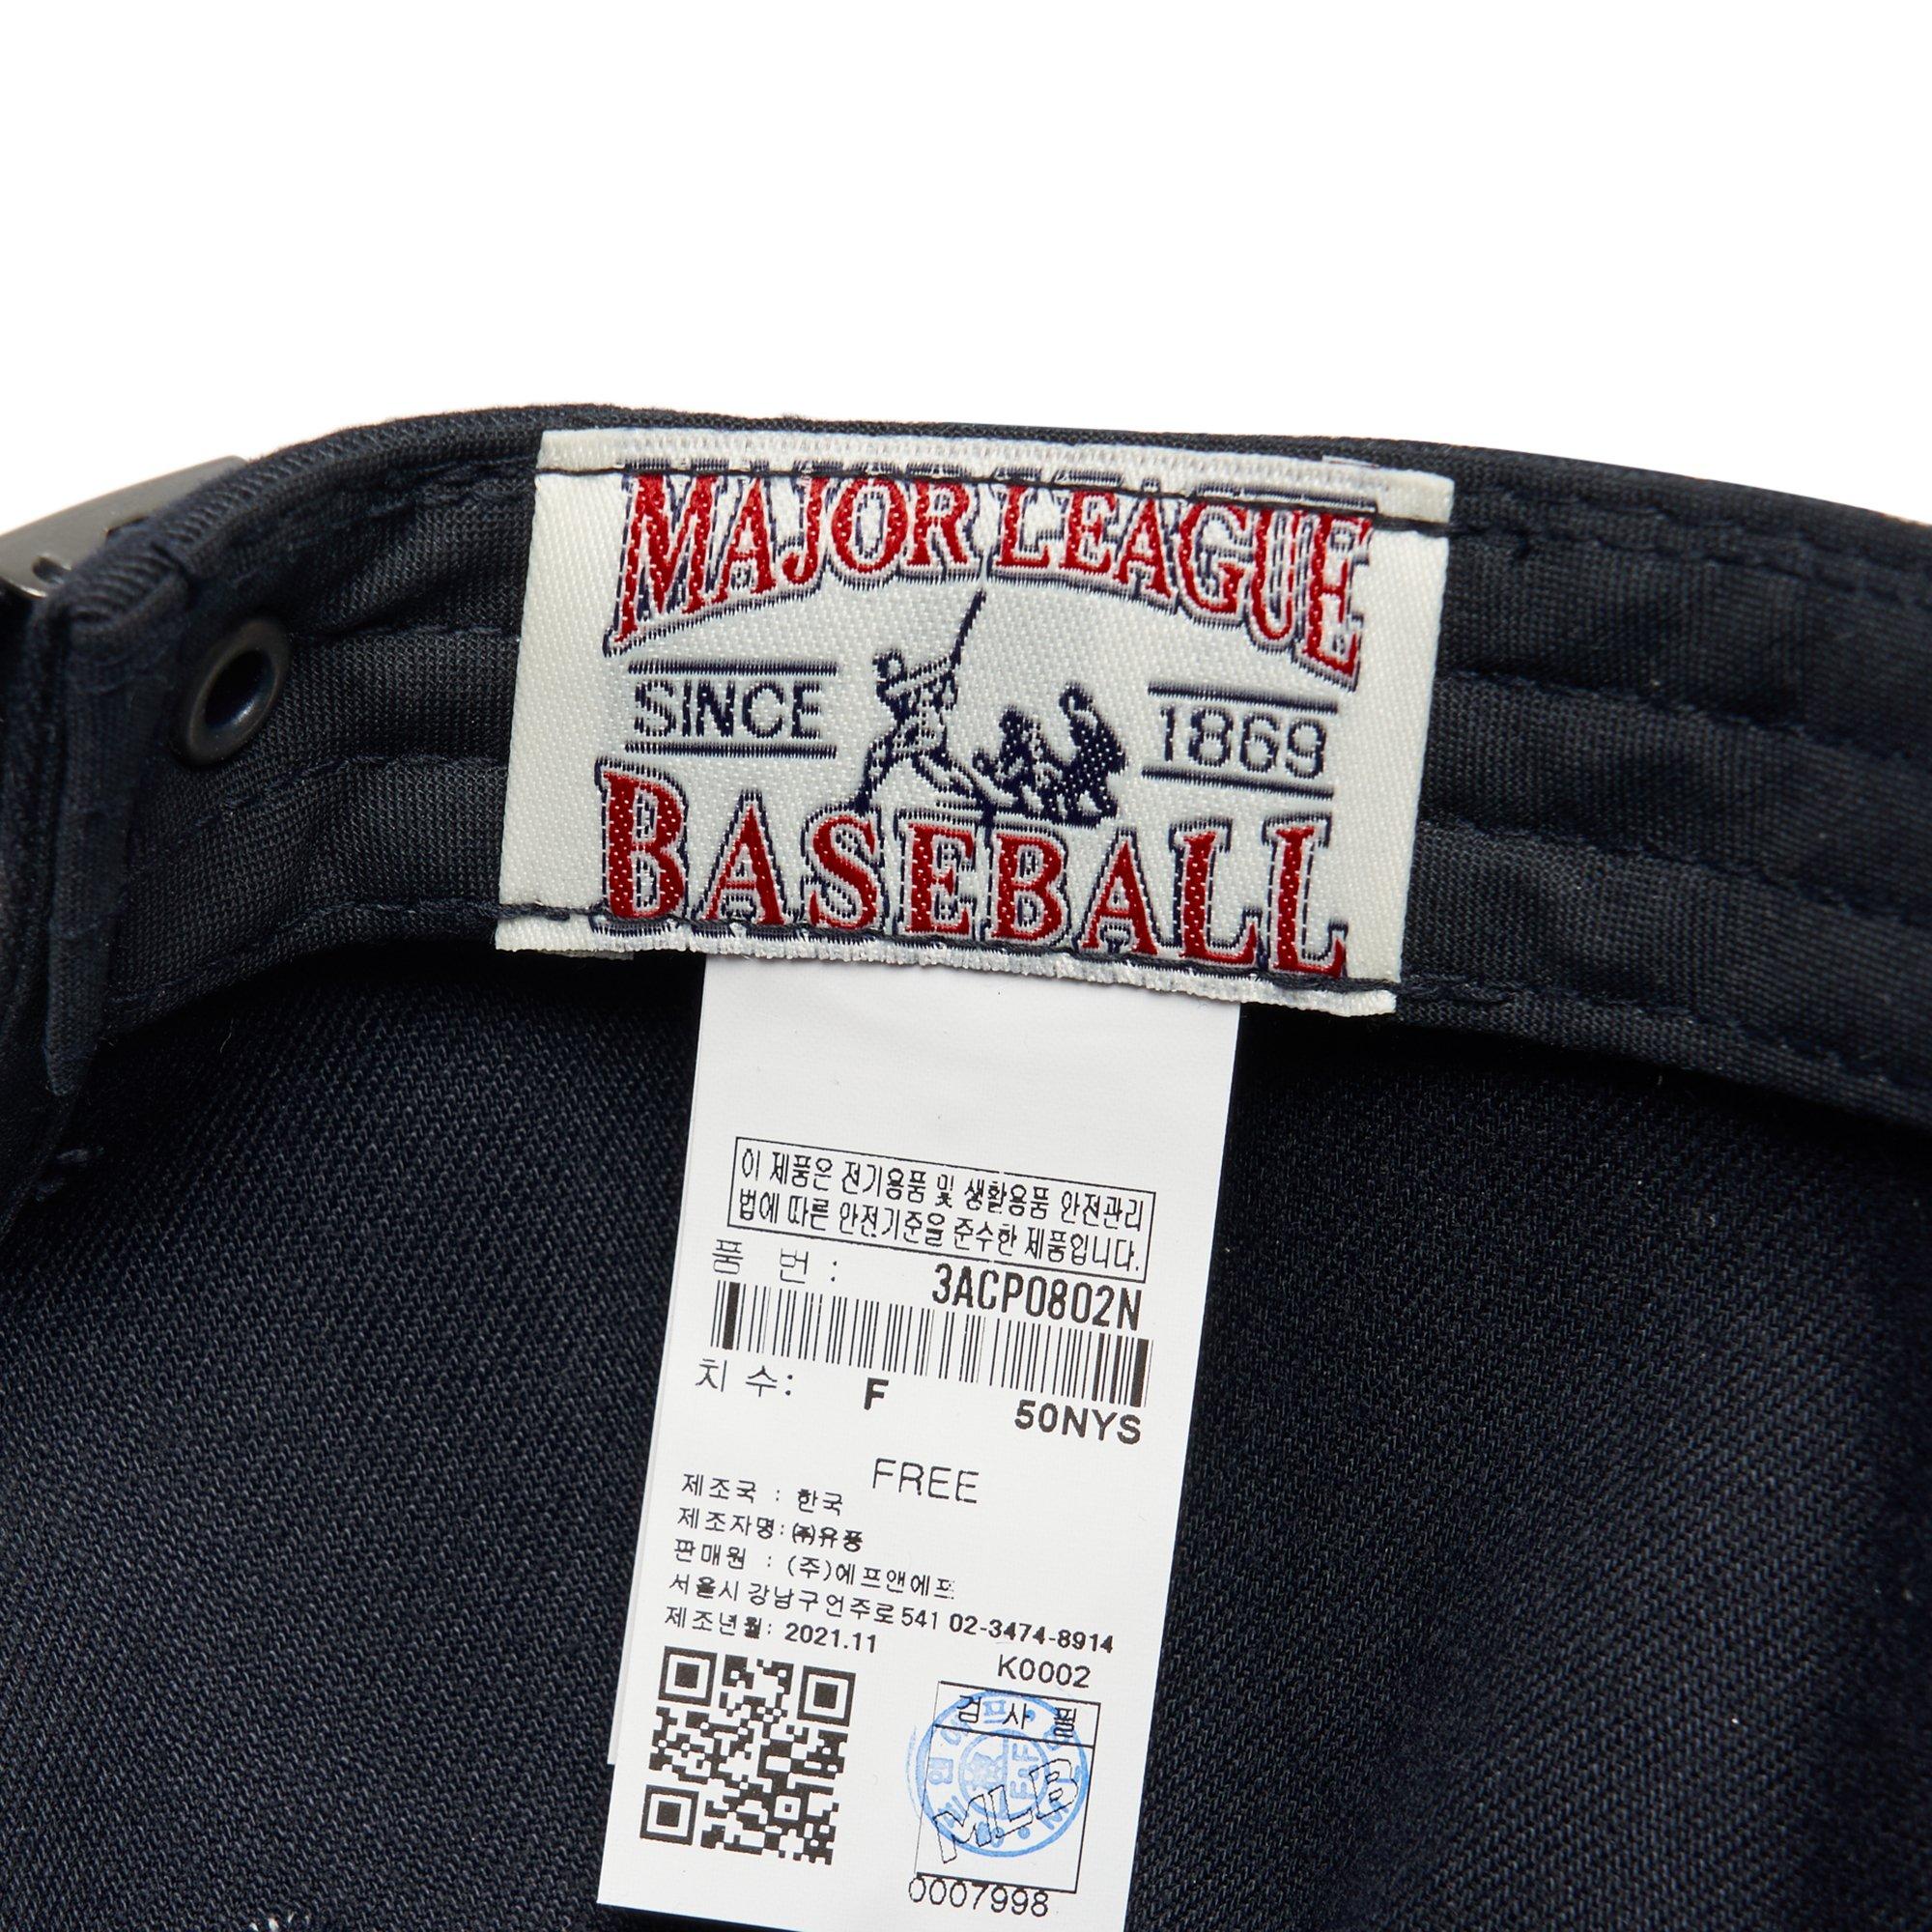 MAJOR LEAGUE
SINCE 1869
BASEBALL
이 제품은 전기용품 및 생활용품 안전관리
법에 따른 안전기준을 준수한 제품입니다.
품 번 : 3ACP0802N
치 수: F 50NYS
FREE
제조국 : 한국
제조자명:㈜유풍
판매원 : (주)에프앤에프
서울시 강남구 언주로541 02-3474-8914
제조년월: 2021.11
K0002
검 사 필
MLB
0007998